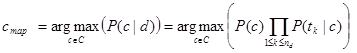 c_map = arg max_{c∈C} (P(c | d)) = arg max_{c∈C} (P(c) ∏_{1≤k≤n_d} P(t_k | c))